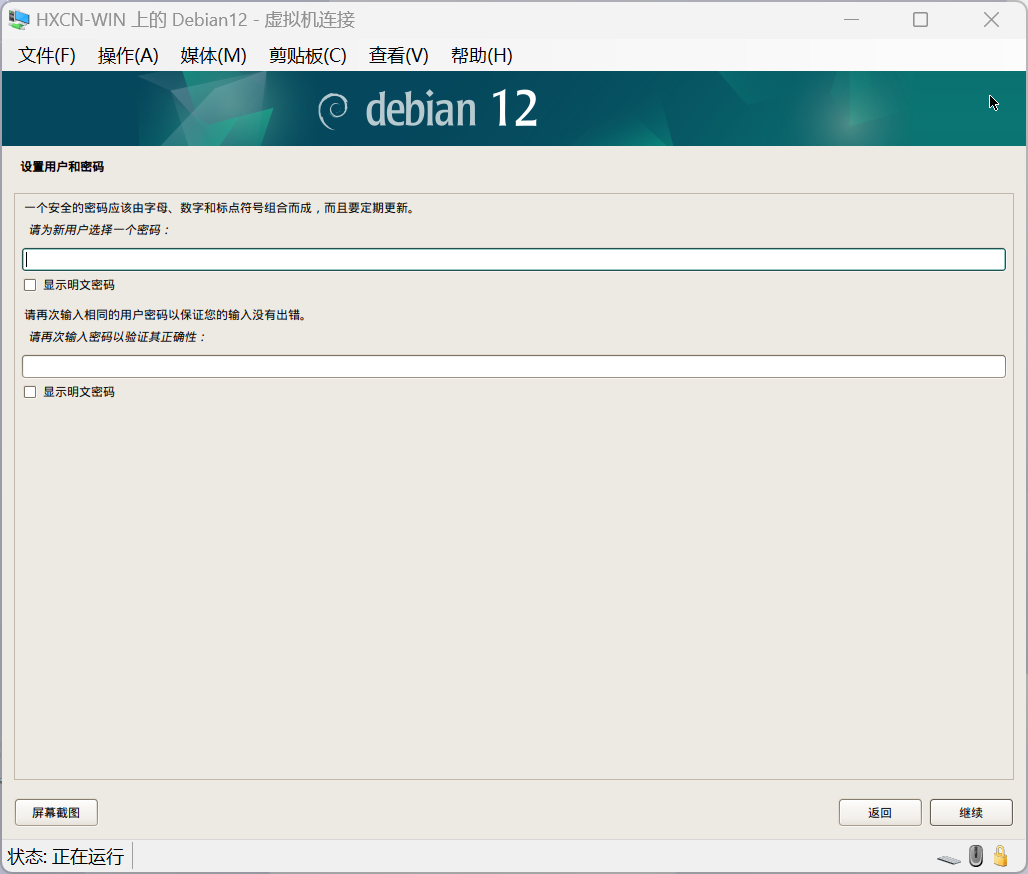 HXCN-WIN 上的 Debian12 - 虚拟机连接
文件(F) 操作(A) 媒体(M) 剪贴板(C) 查看(V) 帮助(H)
debian 12
设置用户和密码
一个安全的密码应该由字母、数字和标点符号组合而成，而且要定期更新。
请为新用户选择一个密码：
显示明文密码
请再次输入相同的用户密码以保证您的输入没有出错。
请再次输入密码以验证其正确性：
显示明文密码
屏幕截图 返回 继续
状态: 正在运行